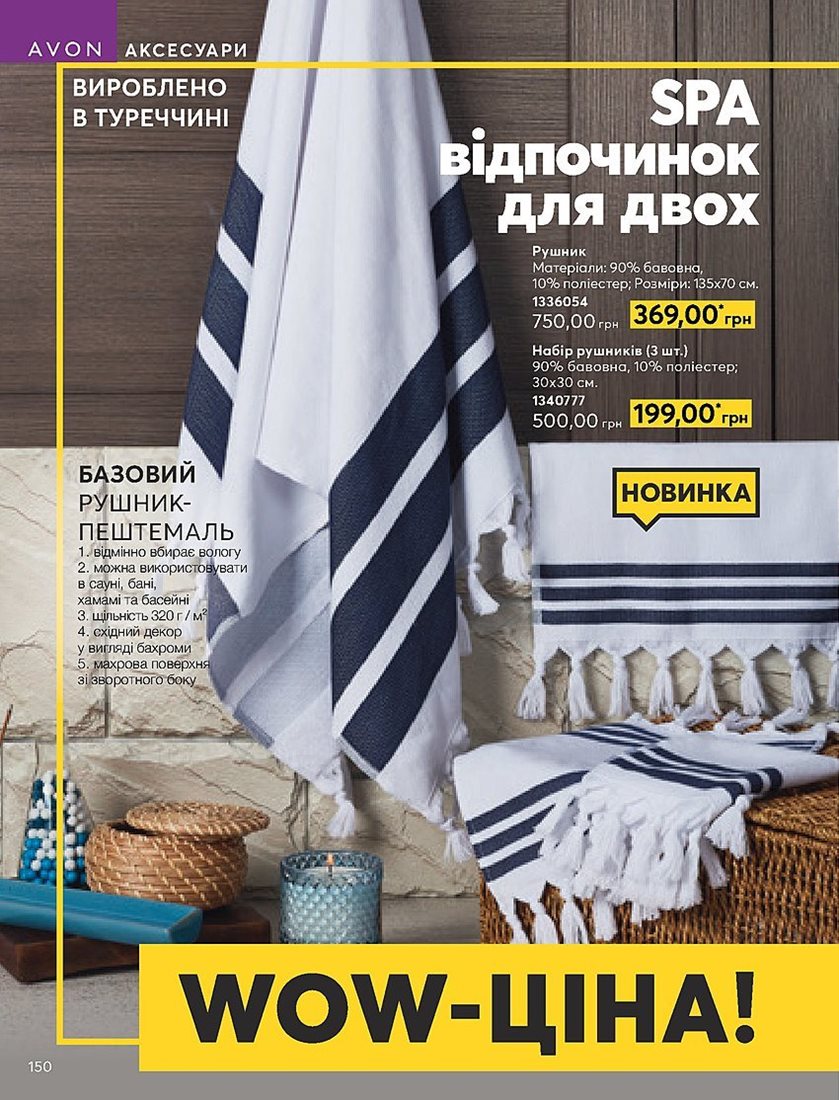 AVON АКСЕСУАРИ
ВИРОБЛЕНО
В ТУРЕЧЧИНІ
SPA
відпочинок
для двох
Рушник
Матеріали: 90% бавовна,
10% поліестер; Розміри: 135х70 см.
1336054
750,00 грн 369,00* грн
Набір рушників (3 шт.)
90% бавовна, 10% поліестер;
30х30 см.
1340777
500,00 грн 199,00* грн
НОВИНКА
БАЗОВИЙ
РУШНИК-
ПЕШТЕМАЛЬ
1. відмінно вбирає вологу
2. можна використовувати
в сауні, бані,
хамамі та басейні
3. щільність 320 г / м²
4. східний декор
у вигляді бахроми
5. махрова поверхня
зі зворотного боку
WOW-ЦІНА!
150